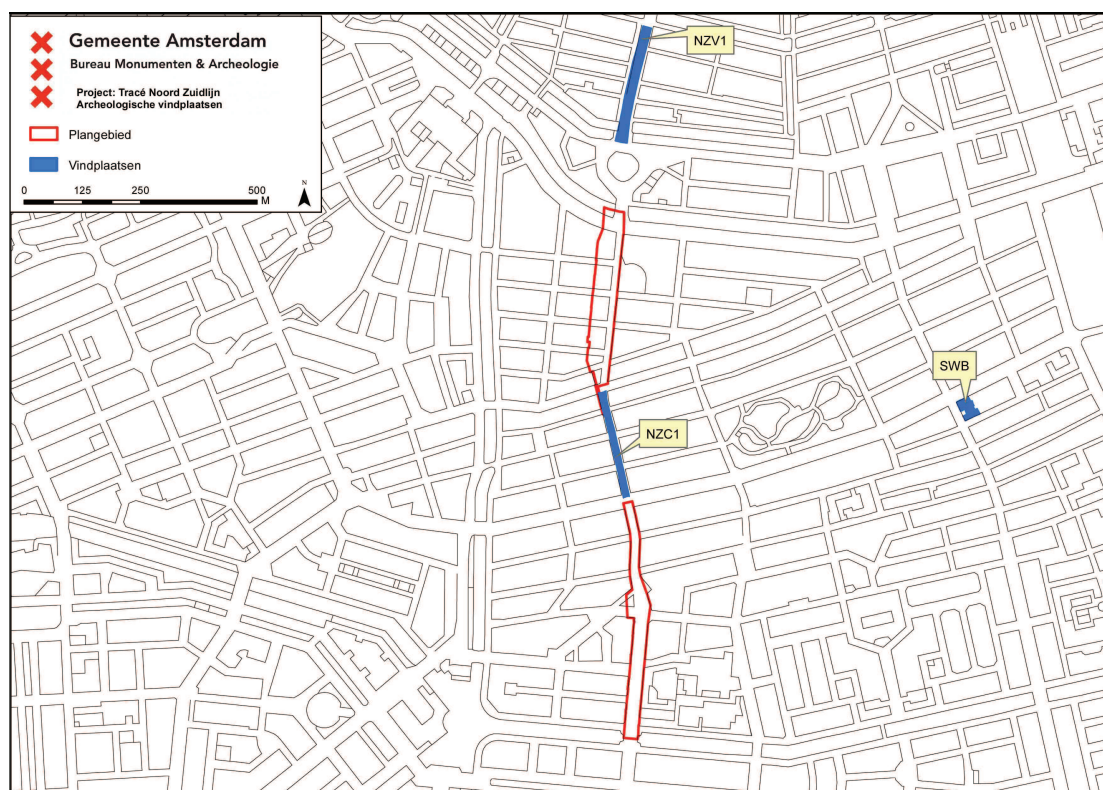 Gemeente Amsterdam
Bureau Monumenten & Archeologie
Project: Tracé Noord Zuidlijn
Archeologische vindplaatsen
Plangebied
Vindplaatsen
0 125 250 500
M
N
NZV1
SWB
NZC1